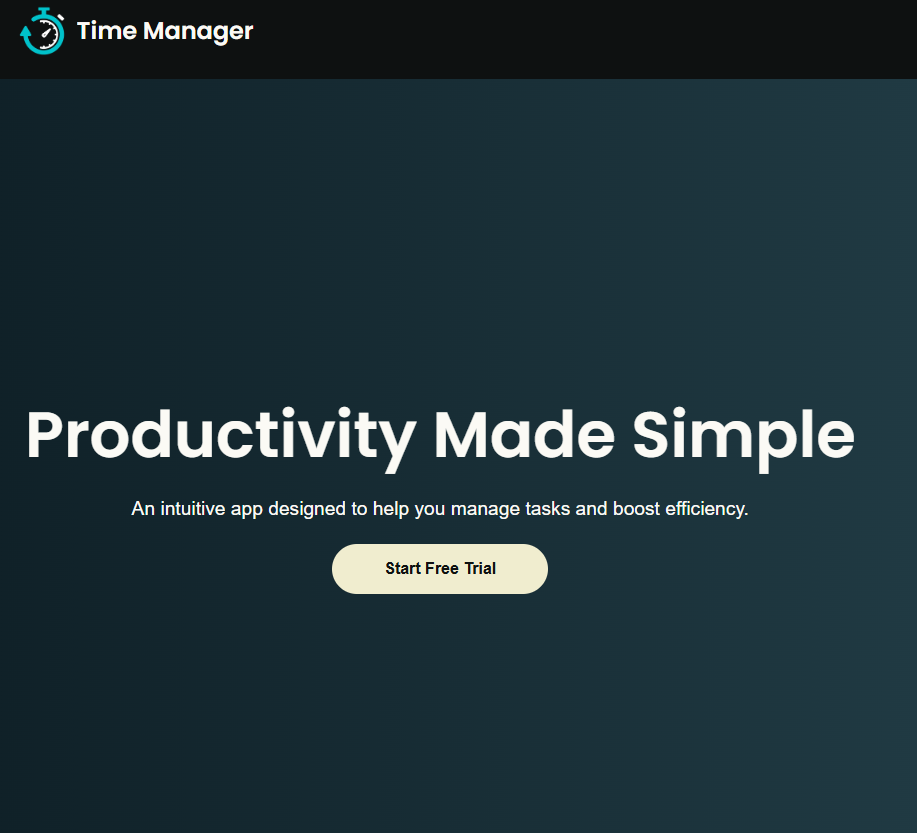 Time Manager
Productivity Made Simple
An intuitive app designed to help you manage tasks and boost efficiency.
Start Free Trial